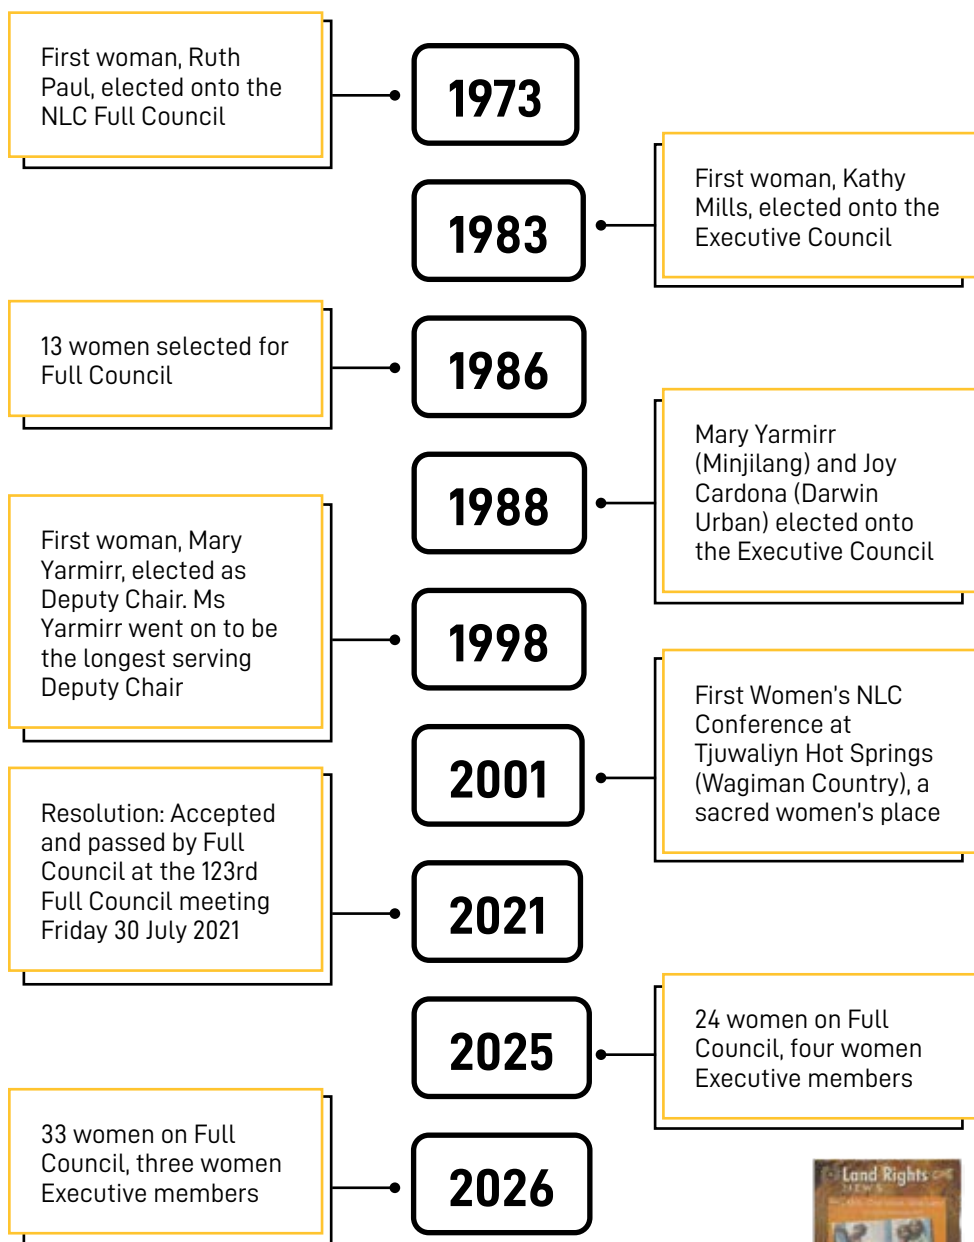 First woman, Ruth
Paul, elected onto the
NLC Full Council
1973
1983
First woman, Kathy
Mills, elected onto the
Executive Council
13 women selected for
Full Council
1986
1988
Mary Yarmirr
(Minjilang) and Joy
Cardona (Darwin
Urban) elected onto
the Executive Council
First woman, Mary
Yarmirr, elected as
Deputy Chair. Ms
Yarmirr went on to be
the longest serving
Deputy Chair
1998
2001
First Women's NLC
Conference at
Tjuwaliyn Hot Springs
(Wagiman Country), a
sacred women's place
Resolution: Accepted
and passed by Full
Council at the 123rd
Full Council meeting
Friday 30 July 2021
2021
2025
24 women on Full
Council, four women
Executive members
33 women on Full
Council, three women
Executive members
2026
Land Rights
NEWS